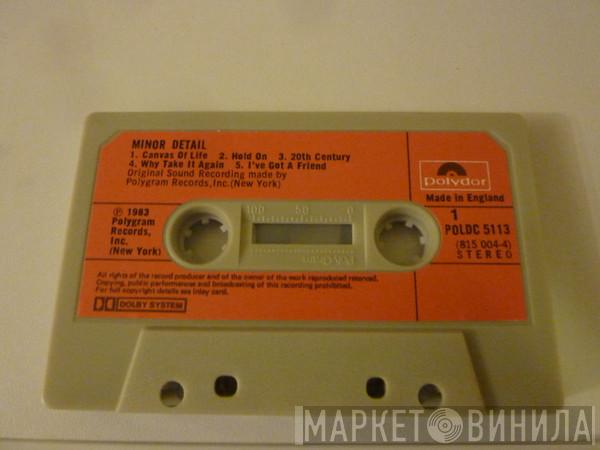 MINOR DETAIL
1. Canvas Of Life 2. Hold On 3. 20th Century
4. Why Take It Again 5. I've Got A Friend
Original Sound Recording made by
Polygram Records, Inc. (New York)
polydor
Made in England
1
POLDC 5113
(815 004-4)
STEREO
℗ 1983
Polygram
Records,
Inc.
(New York)
100 50 0
PolyGram
All rights of the record producer and of the owner of the work reproduced reserved.
Copying, public performances and broadcasting of this recording prohibited.
For full copyright details see inlay card.
DOLBY SYSTEM
МАРКЕТ ВИНИЛА